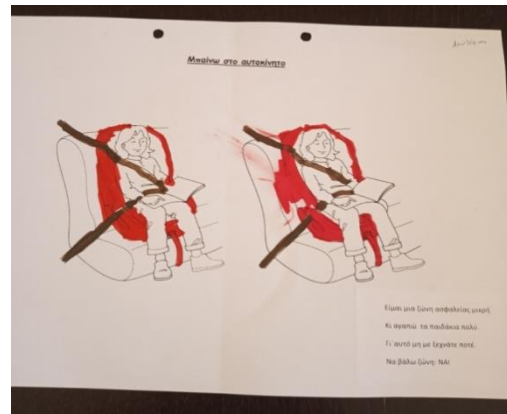 Μπαίνω στο αυτοκίνητο
Είμαι μια ζώνη ασφαλείας μικρή
Κι αγαπώ τα παιδάκια πολύ.
Γι΄αυτό μη με ξεχνάτε ποτέ.
Να βάλω ζώνη: ΝΑΙ